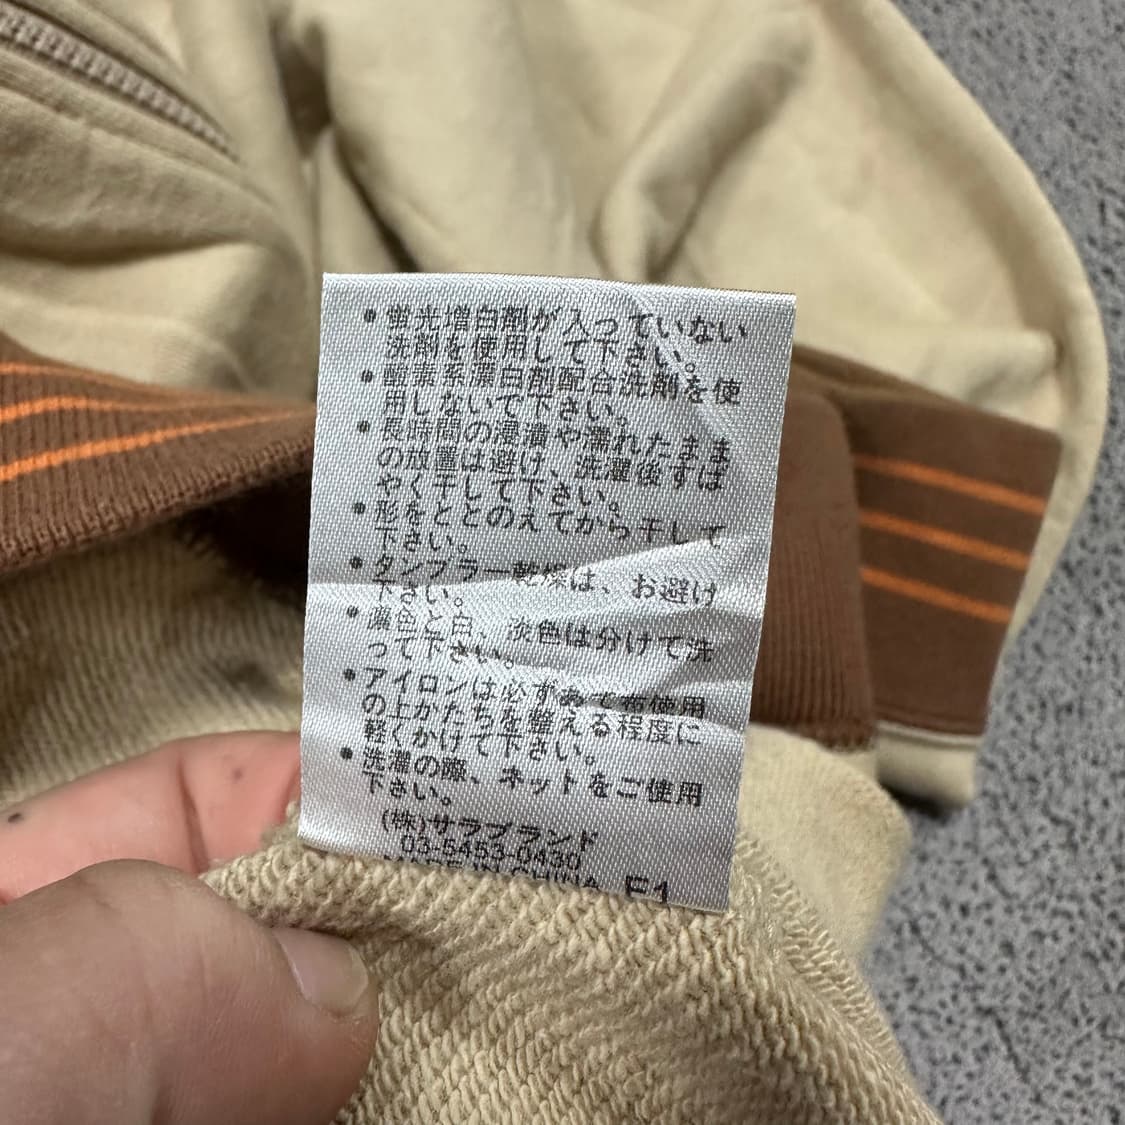 •蛍光増白剤が入っていない
洗剤を使用して下さい。
•酸素系漂白剤配合洗剤を使
用しないで下さい。
•長時間の浸漬や濡れたまま
の放置は避け、洗濯後すば
やく干して下さい。
•形をととのえてから干して
下さい。
•タンブラー乾燥は、お避け
下さい。
•濃色と白、淡色は分けて洗
って下さい。
•アイロンは必ずあて布使用
の上かたちを整える程度に
軽くかけて下さい。
•洗濯の際、ネットをご使用
下さい。
(株)サラブランド
03-5453-0430
MADE IN CHINA F1